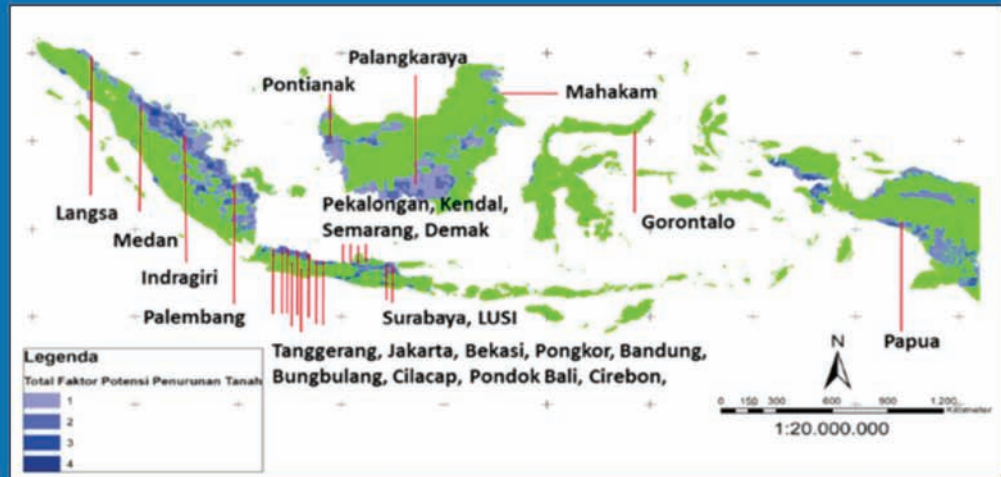 Palangkaraya
Pontianak
Mahakam
Langsa
Medan
Indragiri
Palembang
Pekalongan, Kendal,
Semarang, Demak
Gorontalo
Surabaya, LUSI
Papua
Tanggerang, Jakarta, Bekasi, Pongkor, Bandung,
Bungbulang, Cilacap, Pondok Bali, Cirebon,
Legenda
Total Faktor Potensi Penurunan Tanah
1
2
3
4
N
0 150 300 600 900 1.200
Kilometer
1:20.000.000